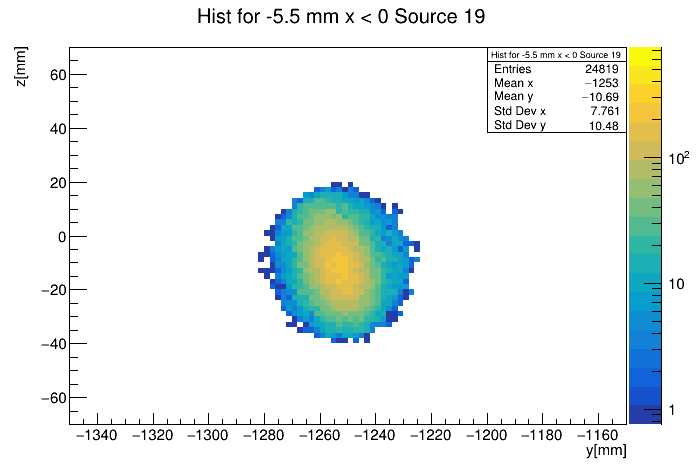 Hist for -5.5 mm x < 0 Source 19
z[mm]
Hist for -5.5 mm x < 0 Source 19
Entries 24819
Mean x −1253
Mean y −10.69
Std Dev x 7.761
Std Dev y 10.48
60
40
20
0
−20
−40
−60
10²
10
1
−1340 −1320 −1300 −1280 −1260 −1240 −1220 −1200 −1180 −1160
y[mm]